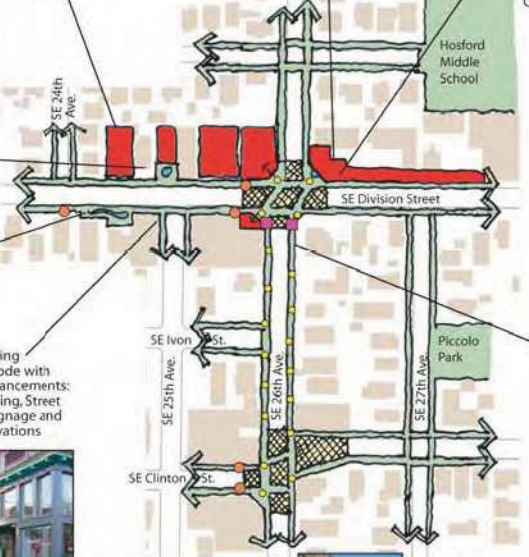 Hosford
Middle
School
SE 24th
Ave.
SE Division Street
SE Ivon St.
SE 25th Ave.
SE 26th Ave.
SE 27th Ave.
Piccolo
Park
SE Clinton St.
ing
ode with
ancements:
ing, Street
gnage and
vations